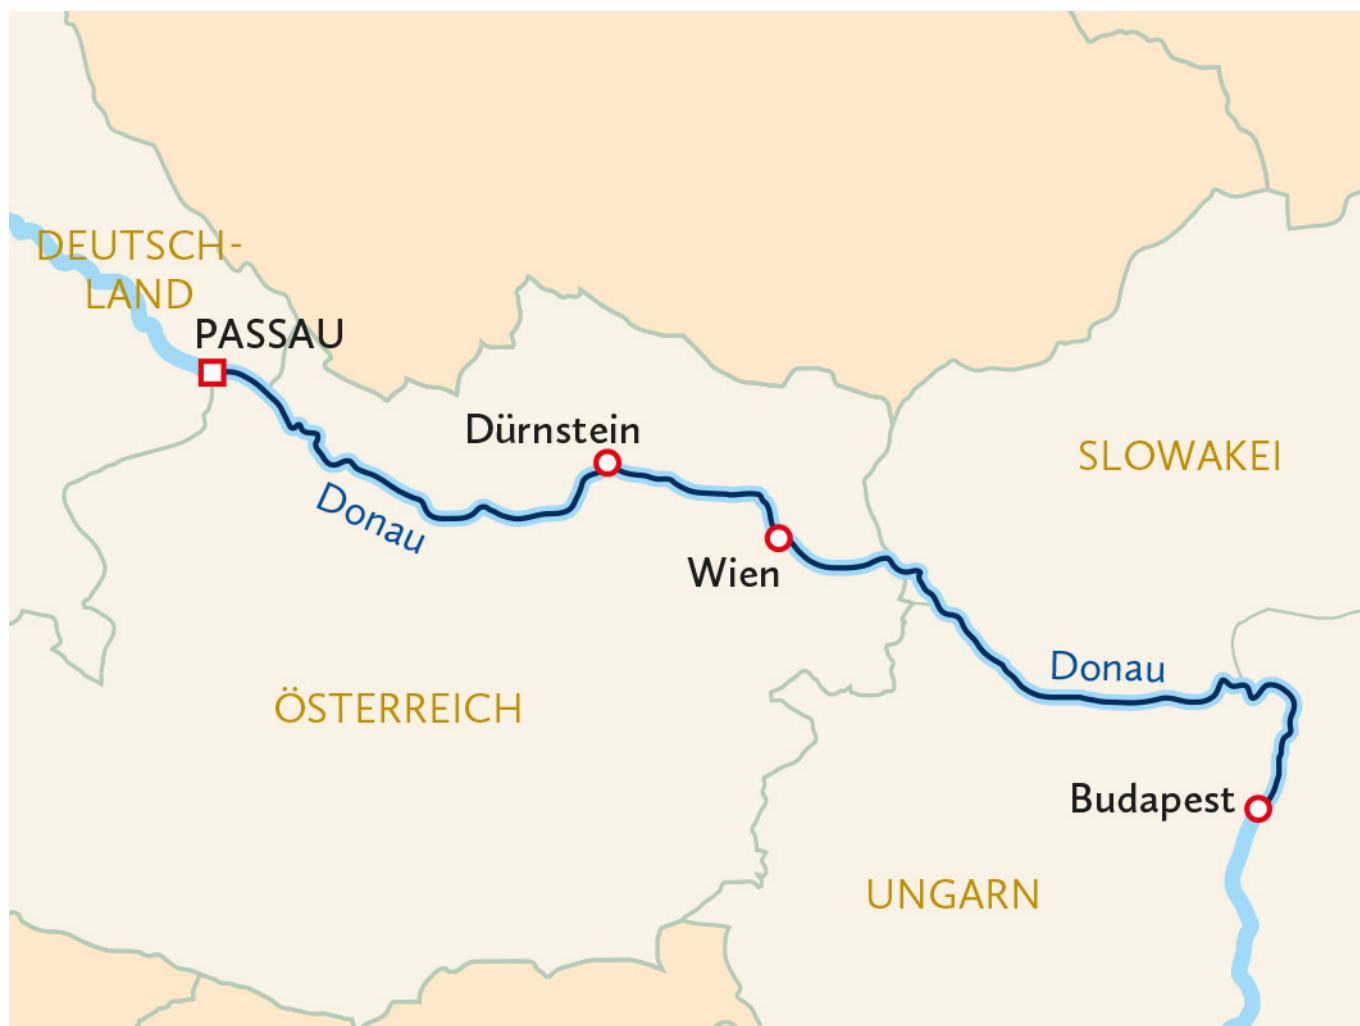 DEUTSCH-
LAND
PASSAU
Dürnstein
SLOWAKEI
Donau
Wien
Donau
ÖSTERREICH
Budapest
UNGARN